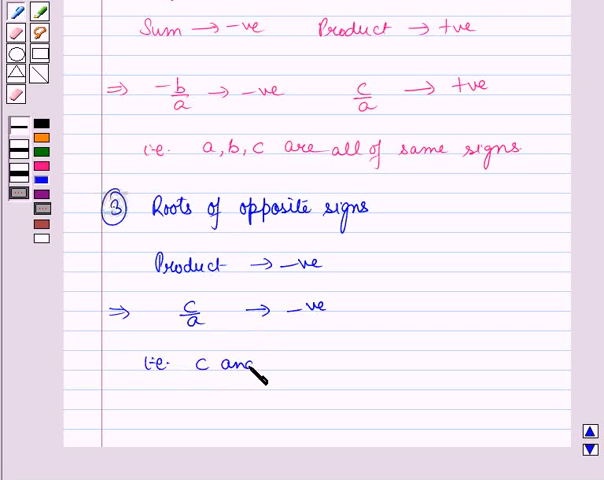 Sum → -ve Product → +ve
⇒ -b/a → -ve c/a → +ve
i.e. a, b, c are all of same signs.
③ Roots of opposite signs
Product → -ve
⇒ c/a → -ve
i.e. c and